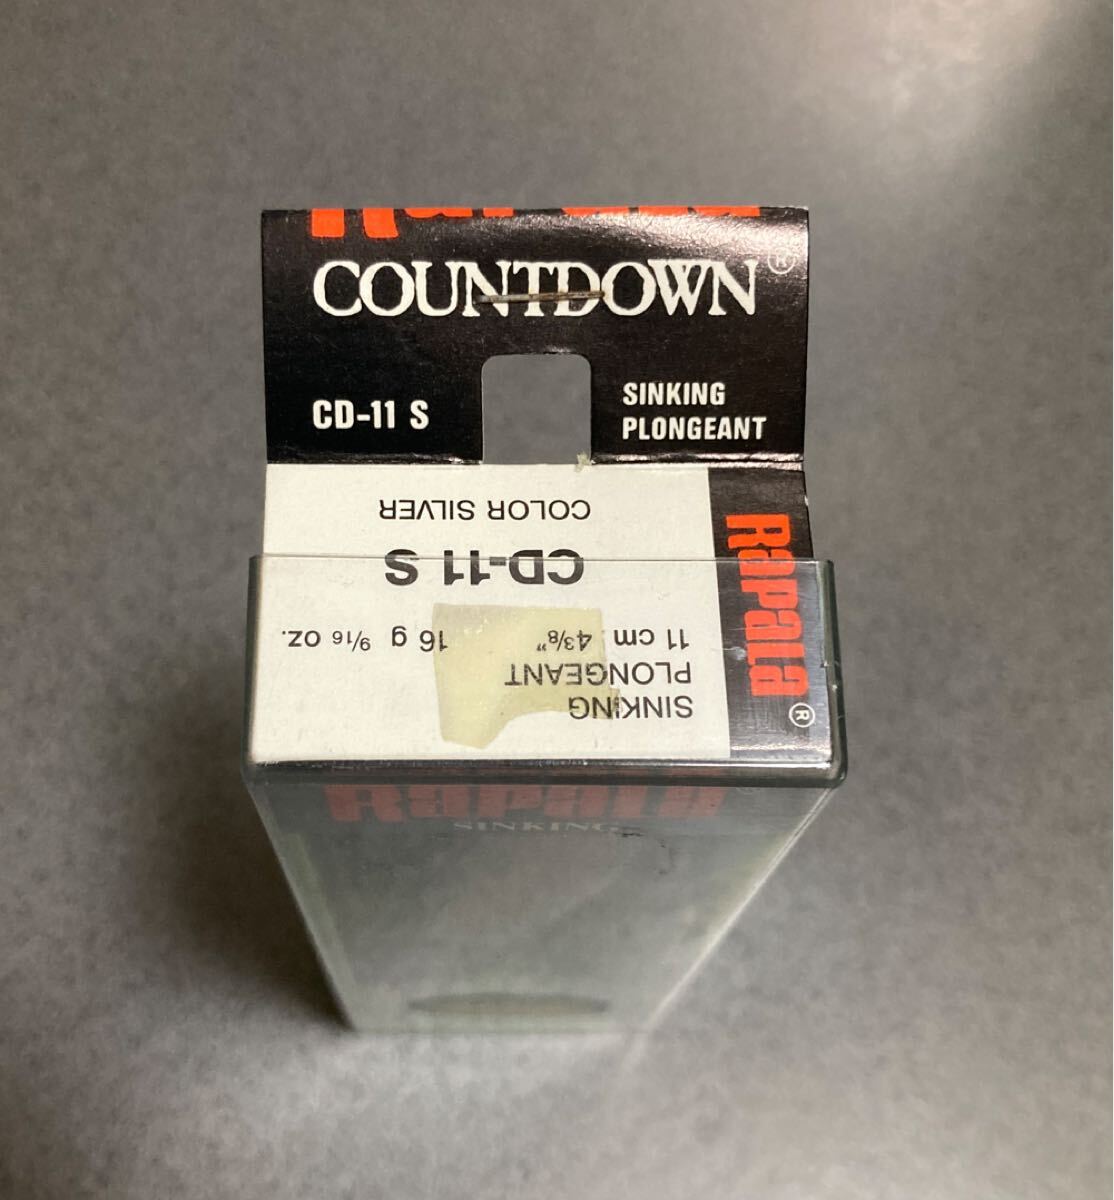 Rapala
COUNTDOWN®
CD-11 S
SINKING
PLONGEANT
COLOR SILVER
CD-11 S
11 cm 4 3/8" 16 g 9/16 OZ.
SINKING
PLONGEANT
Rapala®
Rapala
SINKING